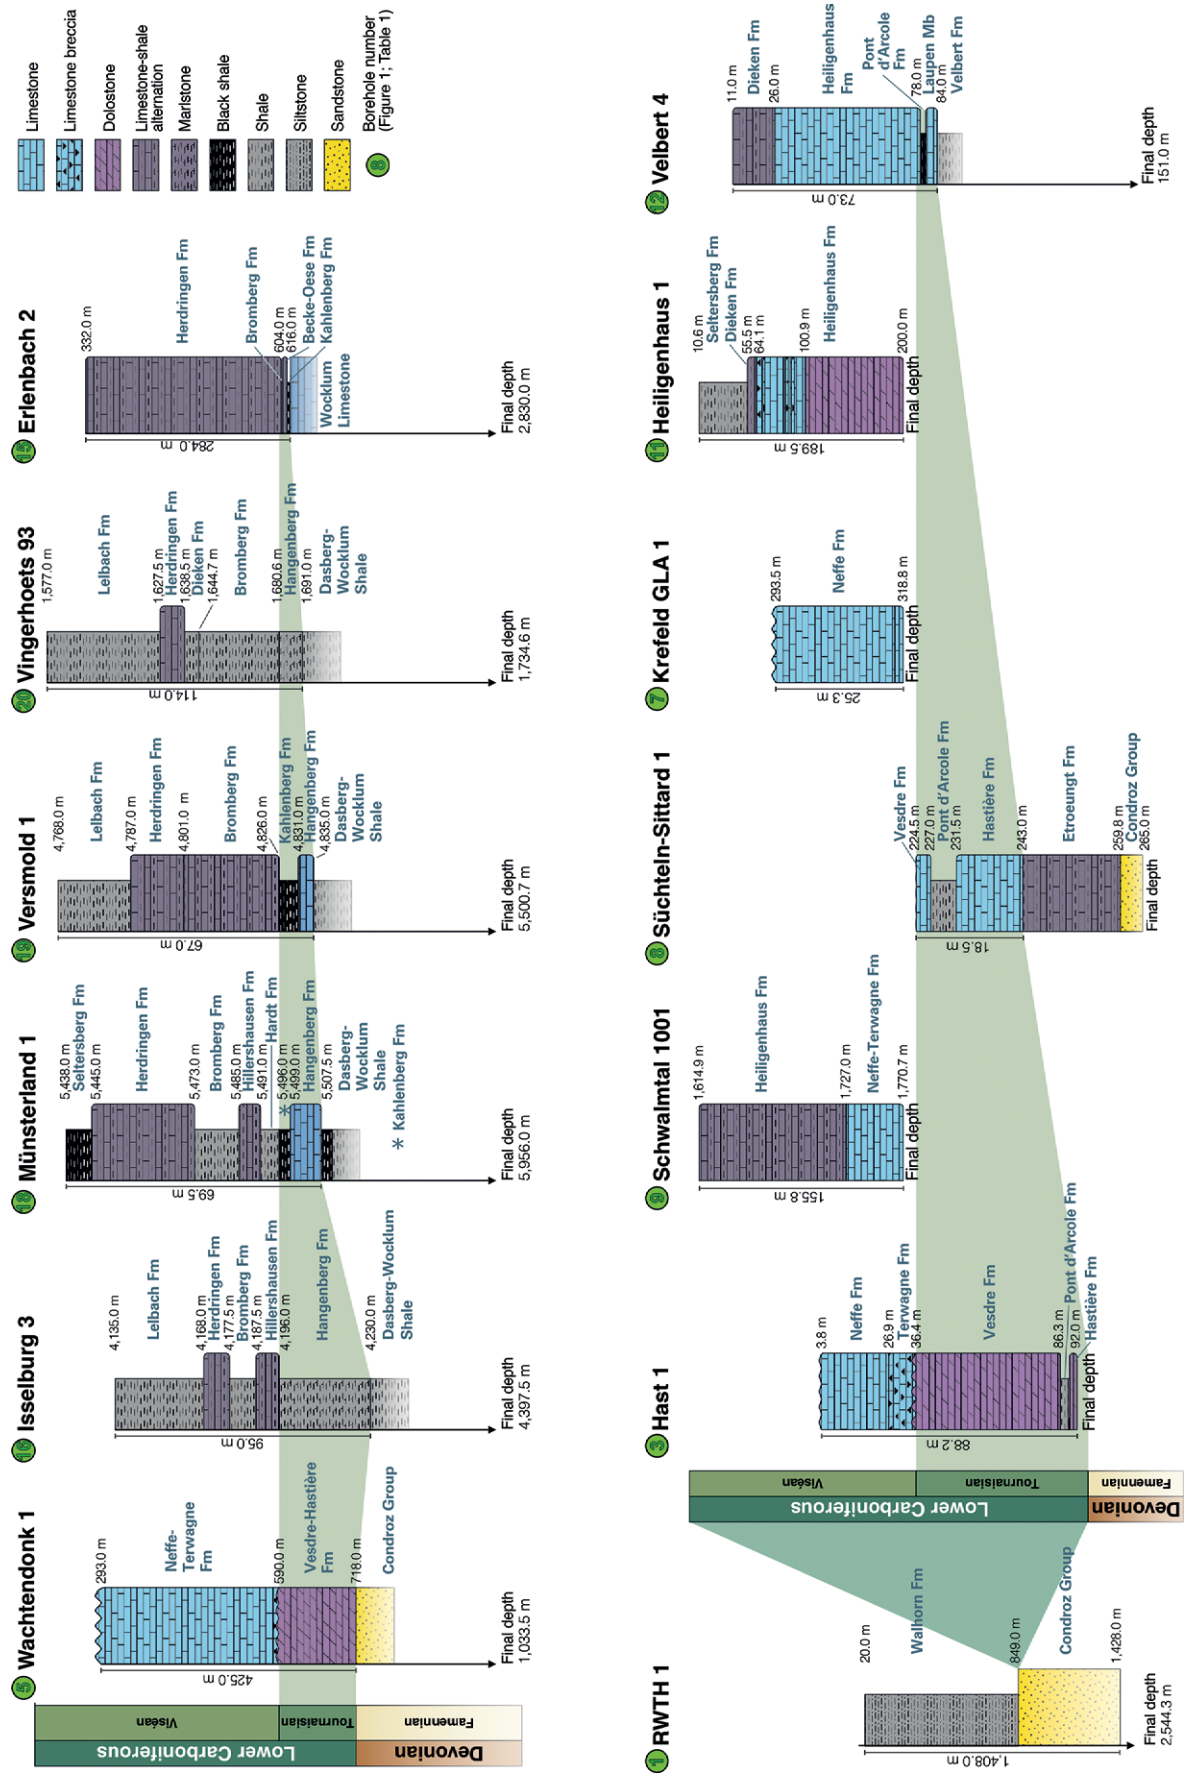 5 Wachtendonk 1
293.0 m
Neffe-
Terwagne
Fm
590.0 m
Vesdre-Hastière
Fm
718.0 m
Condroz Group
425.0 m
Final depth
1,033.5 m
Viséan
Tournaisian
Famennian
Lower Carboniferous
Devonian
16 Isselburg 3
4,135.0 m
Lelbach Fm
4,168.0 m
Herdringen Fm
4,177.5 m
Bromberg Fm
4,187.5 m
Hillershausen Fm
4,196.0 m
Hangenberg Fm
4,230.0 m
Dasberg-Wocklum
Shale
95.0 m
Final depth
4,397.5 m
18 Münsterland 1
5,438.0 m
Seltersberg Fm
5,445.0 m
Herdringen Fm
5,473.0 m
Bromberg Fm
5,485.0 m
Hillershausen Fm
5,491.0 m
Hardt Fm
5,496.0 m
*
5,499.0 m
Hangenberg Fm
5,507.5 m
Dasberg-
Wocklum
Shale
* Kahlenberg Fm
69.5 m
Final depth
5,956.0 m
19 Versmold 1
4,768.0 m
Lelbach Fm
4,787.0 m
Herdringen Fm
4,801.0 m
Bromberg Fm
4,826.0 m
Kahlenberg Fm
4,831.0 m
Hangenberg Fm
4,835.0 m
Dasberg-
Wocklum
Shale
67.0 m
Final depth
5,500.7 m
20 Vingerhoets 93
1,577.0 m
Lelbach Fm
1,627.5 m
Herdringen Fm
1,638.5 m
Dieken Fm
1,644.7 m
Bromberg Fm
1,680.6 m
Hangenberg Fm
1,691.0 m
Dasberg-
Wocklum
Shale
114.0 m
Final depth
1,734.6 m
15 Erlenbach 2
332.0 m
Herdringen Fm
Bromberg Fm
604.0 m
616.0 m
Becke-Oese Fm
Kahlenberg Fm
Wocklum
Limestone
284.0 m
Final depth
2,830.0 m
Limestone
Limestone breccia
Dolostone
Limestone-shale
alternation
Marlstone
Black shale
Shale
Siltstone
Sandstone
8 Borehole number
(Figure 1; Table 1)
1 RWTH 1
20.0 m
Walhorn Fm
849.0 m
Condroz Group
1,428.0 m
1,408.0 m
Final depth
2,544.3 m
Viséan
Tournaisian
Famennian
Lower Carboniferous
Devonian
3 Hast 1
3.8 m
Neffe Fm
26.9 m
Terwagne Fm
36.4 m
Vesdre Fm
86.3 m
Pont d'Arcole Fm
92.0 m
Hastière Fm
88.2 m
Final depth
9 Schwalmtal 1001
1,614.9 m
Heiligenhaus Fm
1,727.0 m
Neffe-Terwagne Fm
1,770.7 m
155.8 m
Final depth
8 Süchteln-Sittard 1
Vesdre Fm
224.5 m
227.0 m
Pont d'Arcole Fm
231.5 m
Hastière Fm
243.0 m
Etroeungt Fm
259.8 m
Condroz Group
265.0 m
18.5 m
Final depth
7 Krefeld GLA 1
293.5 m
Neffe Fm
318.8 m
25.3 m
Final depth
11 Heiligenhaus 1
10.6 m
Seltersberg Fm
Dieken Fm
55.5 m
64.1 m
100.9 m
Heiligenhaus Fm
200.0 m
189.5 m
Final depth
12 Velbert 4
11.0 m
Dieken Fm
26.0 m
Heiligenhaus
Fm
Pont
d'Arcole
Fm
78.0 m
Laupen Mb
84.0 m
Velbert Fm
73.0 m
Final depth
151.0 m